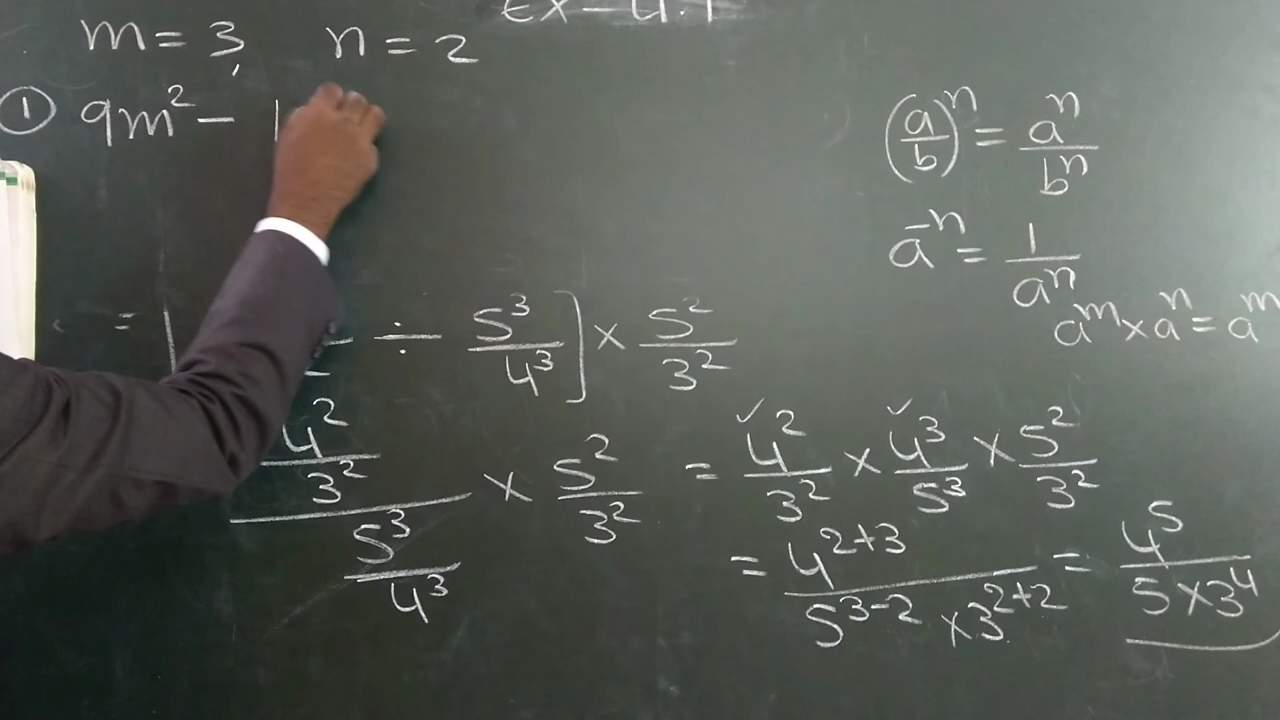 Ex-4.1
m = 3, n = 2
① 9m² - 1
(a/b)ⁿ = aⁿ/bⁿ
a⁻ⁿ = 1/aⁿ
aᵐ × aⁿ = aᵐ
= ÷ 5³/4³] × 5²/3²
(4²/3²)/(5³/4³) × 5²/3² = 4²/3² × 4³/5³ × 5²/3²
= 4²⁺³/(5³⁻² × 3²⁺²) = 4⁵/(5 × 3⁴)